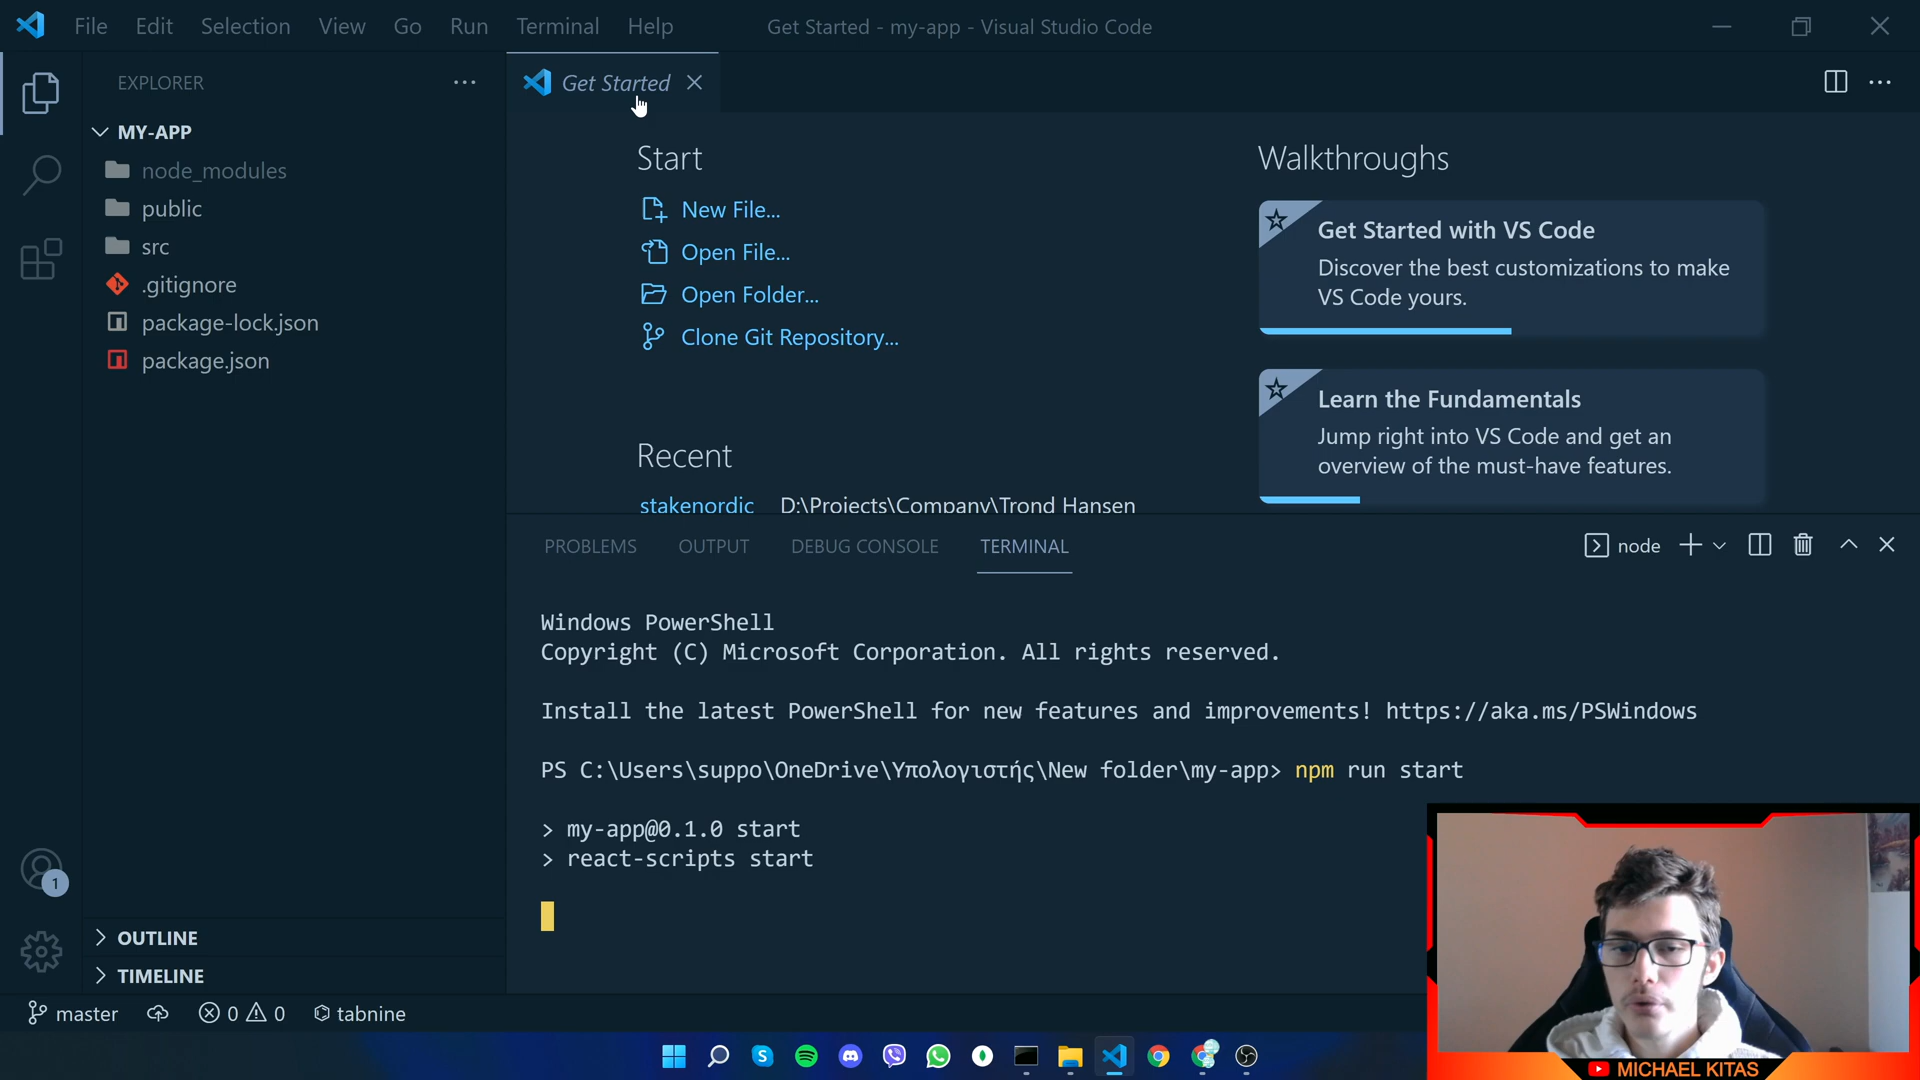 File Edit Selection View Go Run Terminal Help
Get Started - my-app - Visual Studio Code
EXPLORER
Get Started
MY-APP
node_modules
public
src
.gitignore
package-lock.json
package.json
Start
New File...
Open File...
Open Folder...
Clone Git Repository...
Recent
stakenordic D:\Projects\Company\Trond Hansen
Walkthroughs
Get Started with VS Code
Discover the best customizations to make
VS Code yours.
Learn the Fundamentals
Jump right into VS Code and get an
overview of the must-have features.
PROBLEMS OUTPUT DEBUG CONSOLE TERMINAL
node
Windows PowerShell
Copyright (C) Microsoft Corporation. All rights reserved.
Install the latest PowerShell for new features and improvements! https://aka.ms/PSWindows
PS C:\Users\suppo\OneDrive\Υπολογιστής\New folder\my-app> npm run start
> my-app@0.1.0 start
> react-scripts start
1
OUTLINE
TIMELINE
master 0 0 tabnine
MICHAEL KITAS